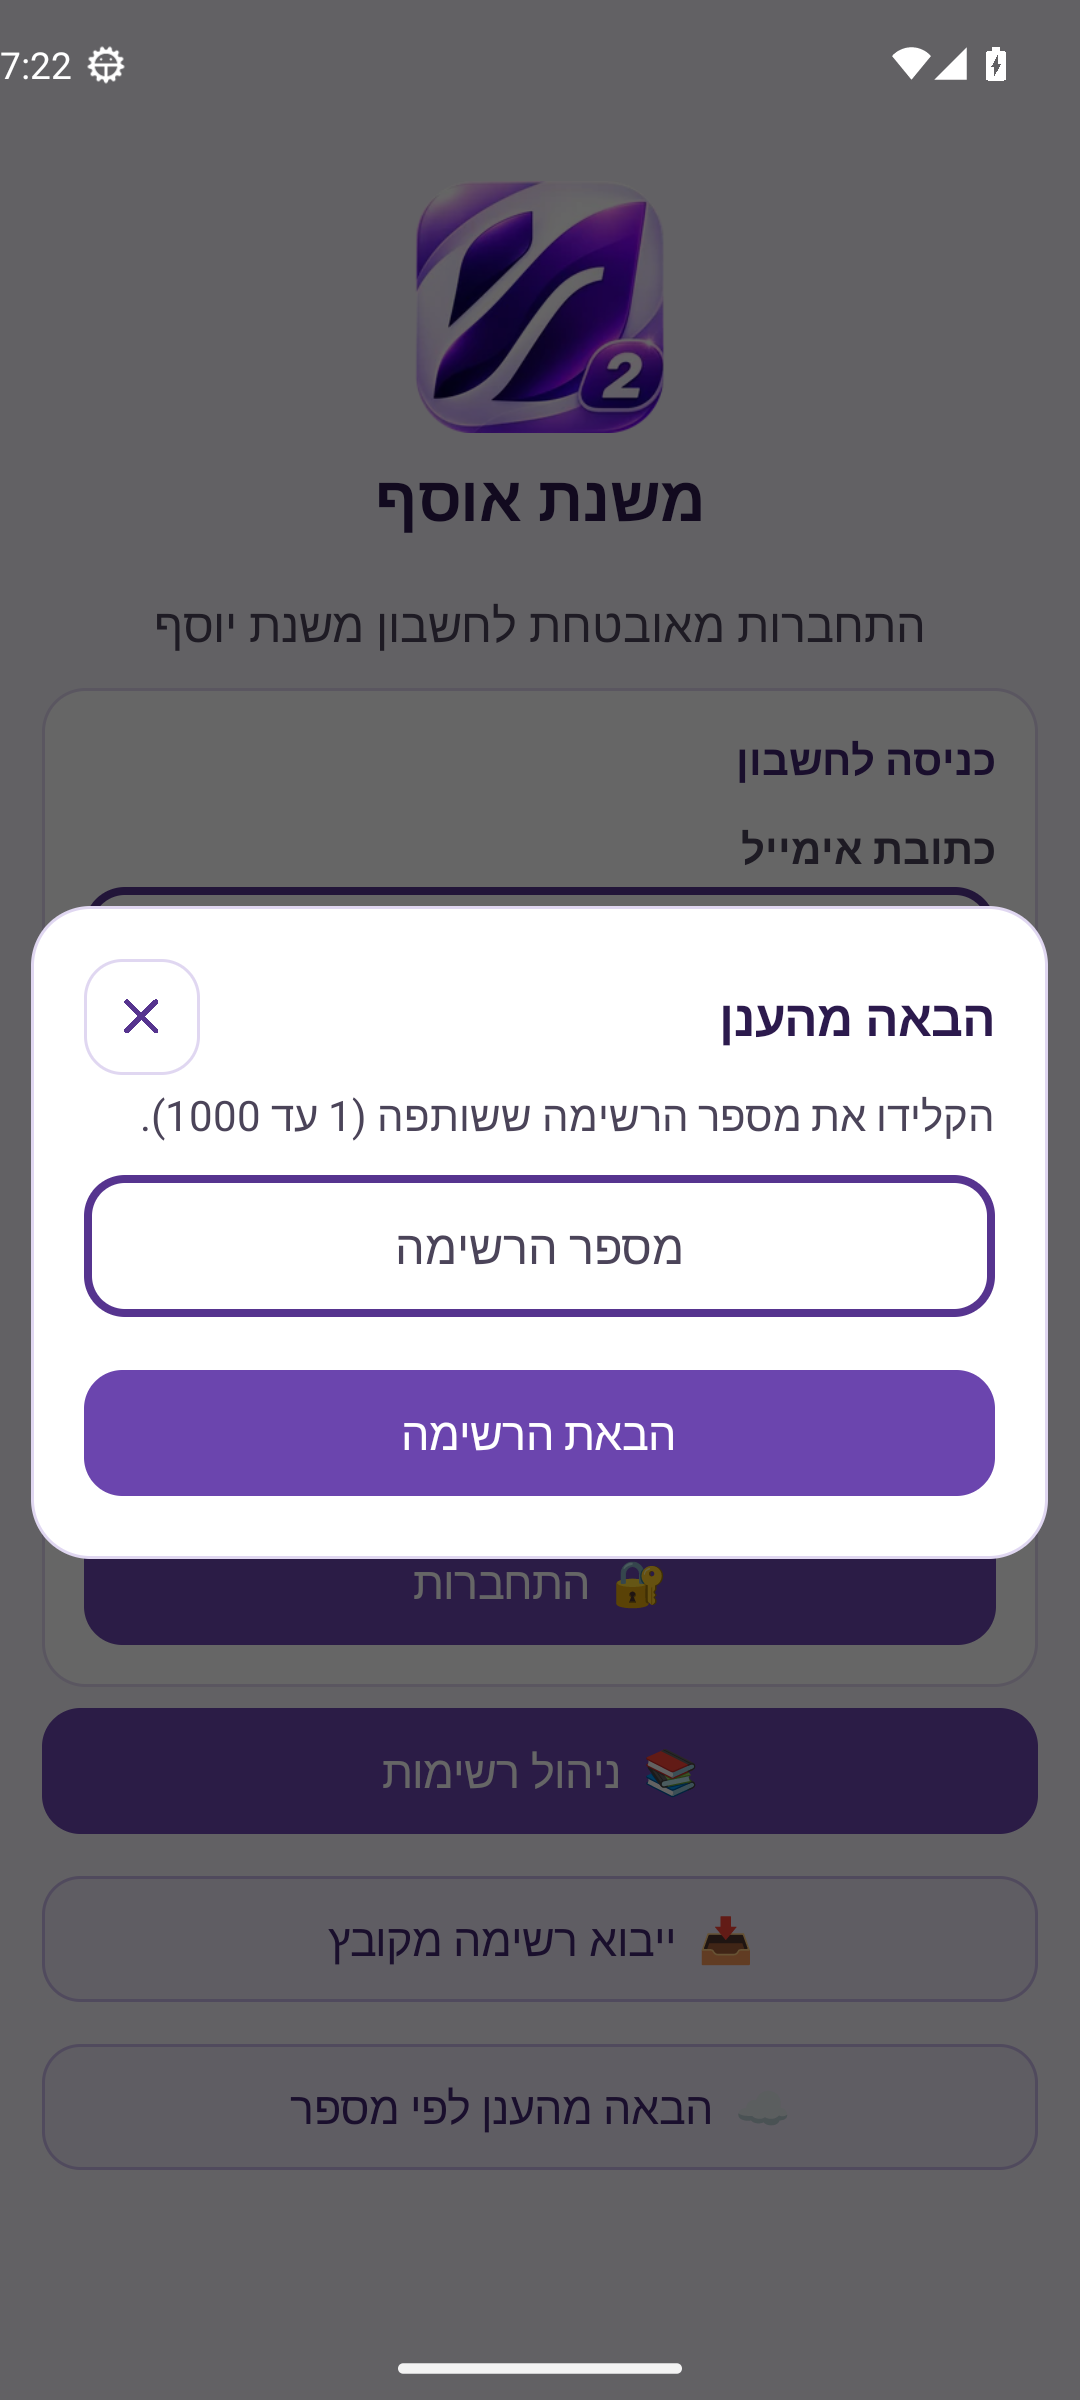 7:22
2
משנת אוסף
התחברות מאובטחת לחשבון משנת יוסף
כניסה לחשבון
כתובת אימייל
הבאה מהענן
הקלידו את מספר הרשימה ששותפה (1 עד 1000).
מספר הרשימה
הבאת הרשימה
🔐 התחברות
📚 ניהול רשימות
📥 ייבוא רשימה מקובץ
☁️ הבאה מהענן לפי מספר